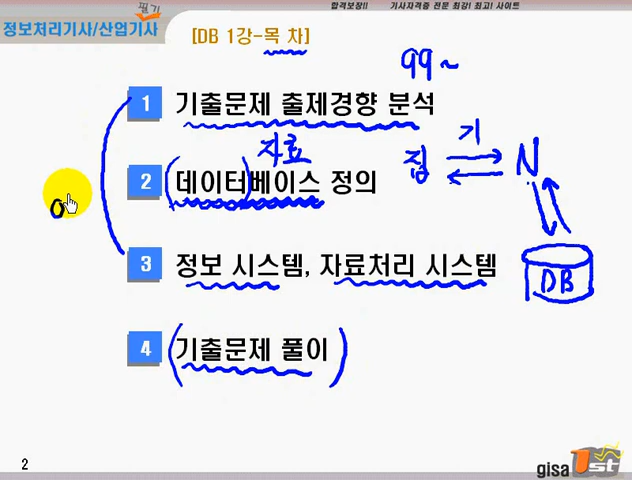 합격보장!! 기사자격증 전문 최강! 최고! 사이트
필기
정보처리기사/산업기사
[DB 1강-목 차]
99~
1 기출문제 출제경향 분석
자료
집 기 N
2 데이터베이스 정의
3 정보 시스템, 자료처리 시스템
DB
4 기출문제 풀이
2
gisa 1st